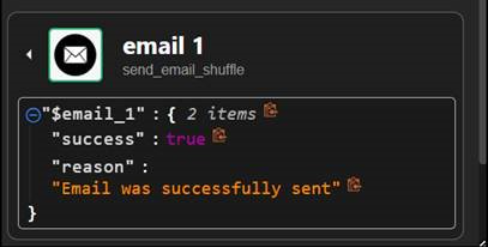 email 1
send_email_shuffle
"$email_1" : { 2 items
"success" : true
"reason" :
"Email was successfully sent"
}